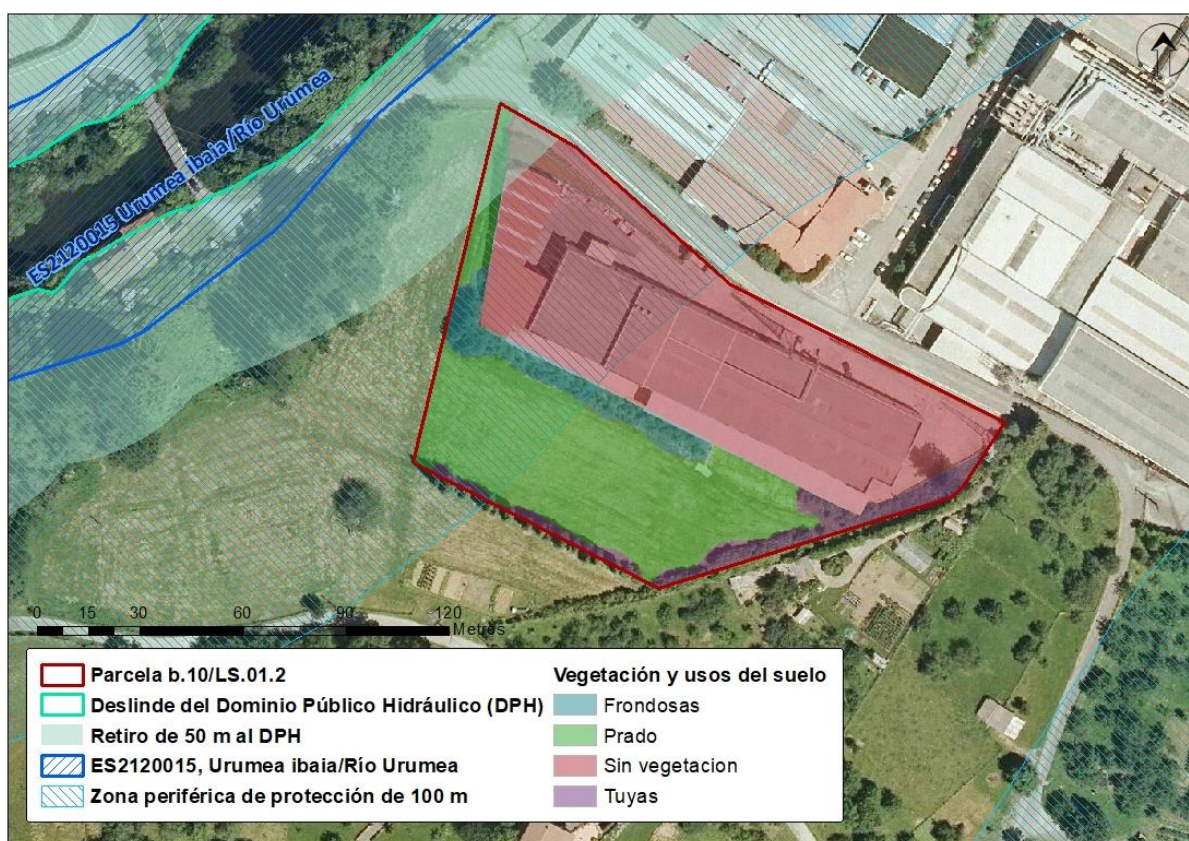 ES2120015 Urumea ibaia/Río Urumea
0 15 30 60 90 120
Metros
Parcela b.10/LS.01.2
Deslinde del Dominio Público Hidráulico (DPH)
Retiro de 50 m al DPH
ES2120015, Urumea ibaia/Río Urumea
Zona periférica de protección de 100 m
Vegetación y usos del suelo
Frondosas
Prado
Sin vegetacion
Tuyas